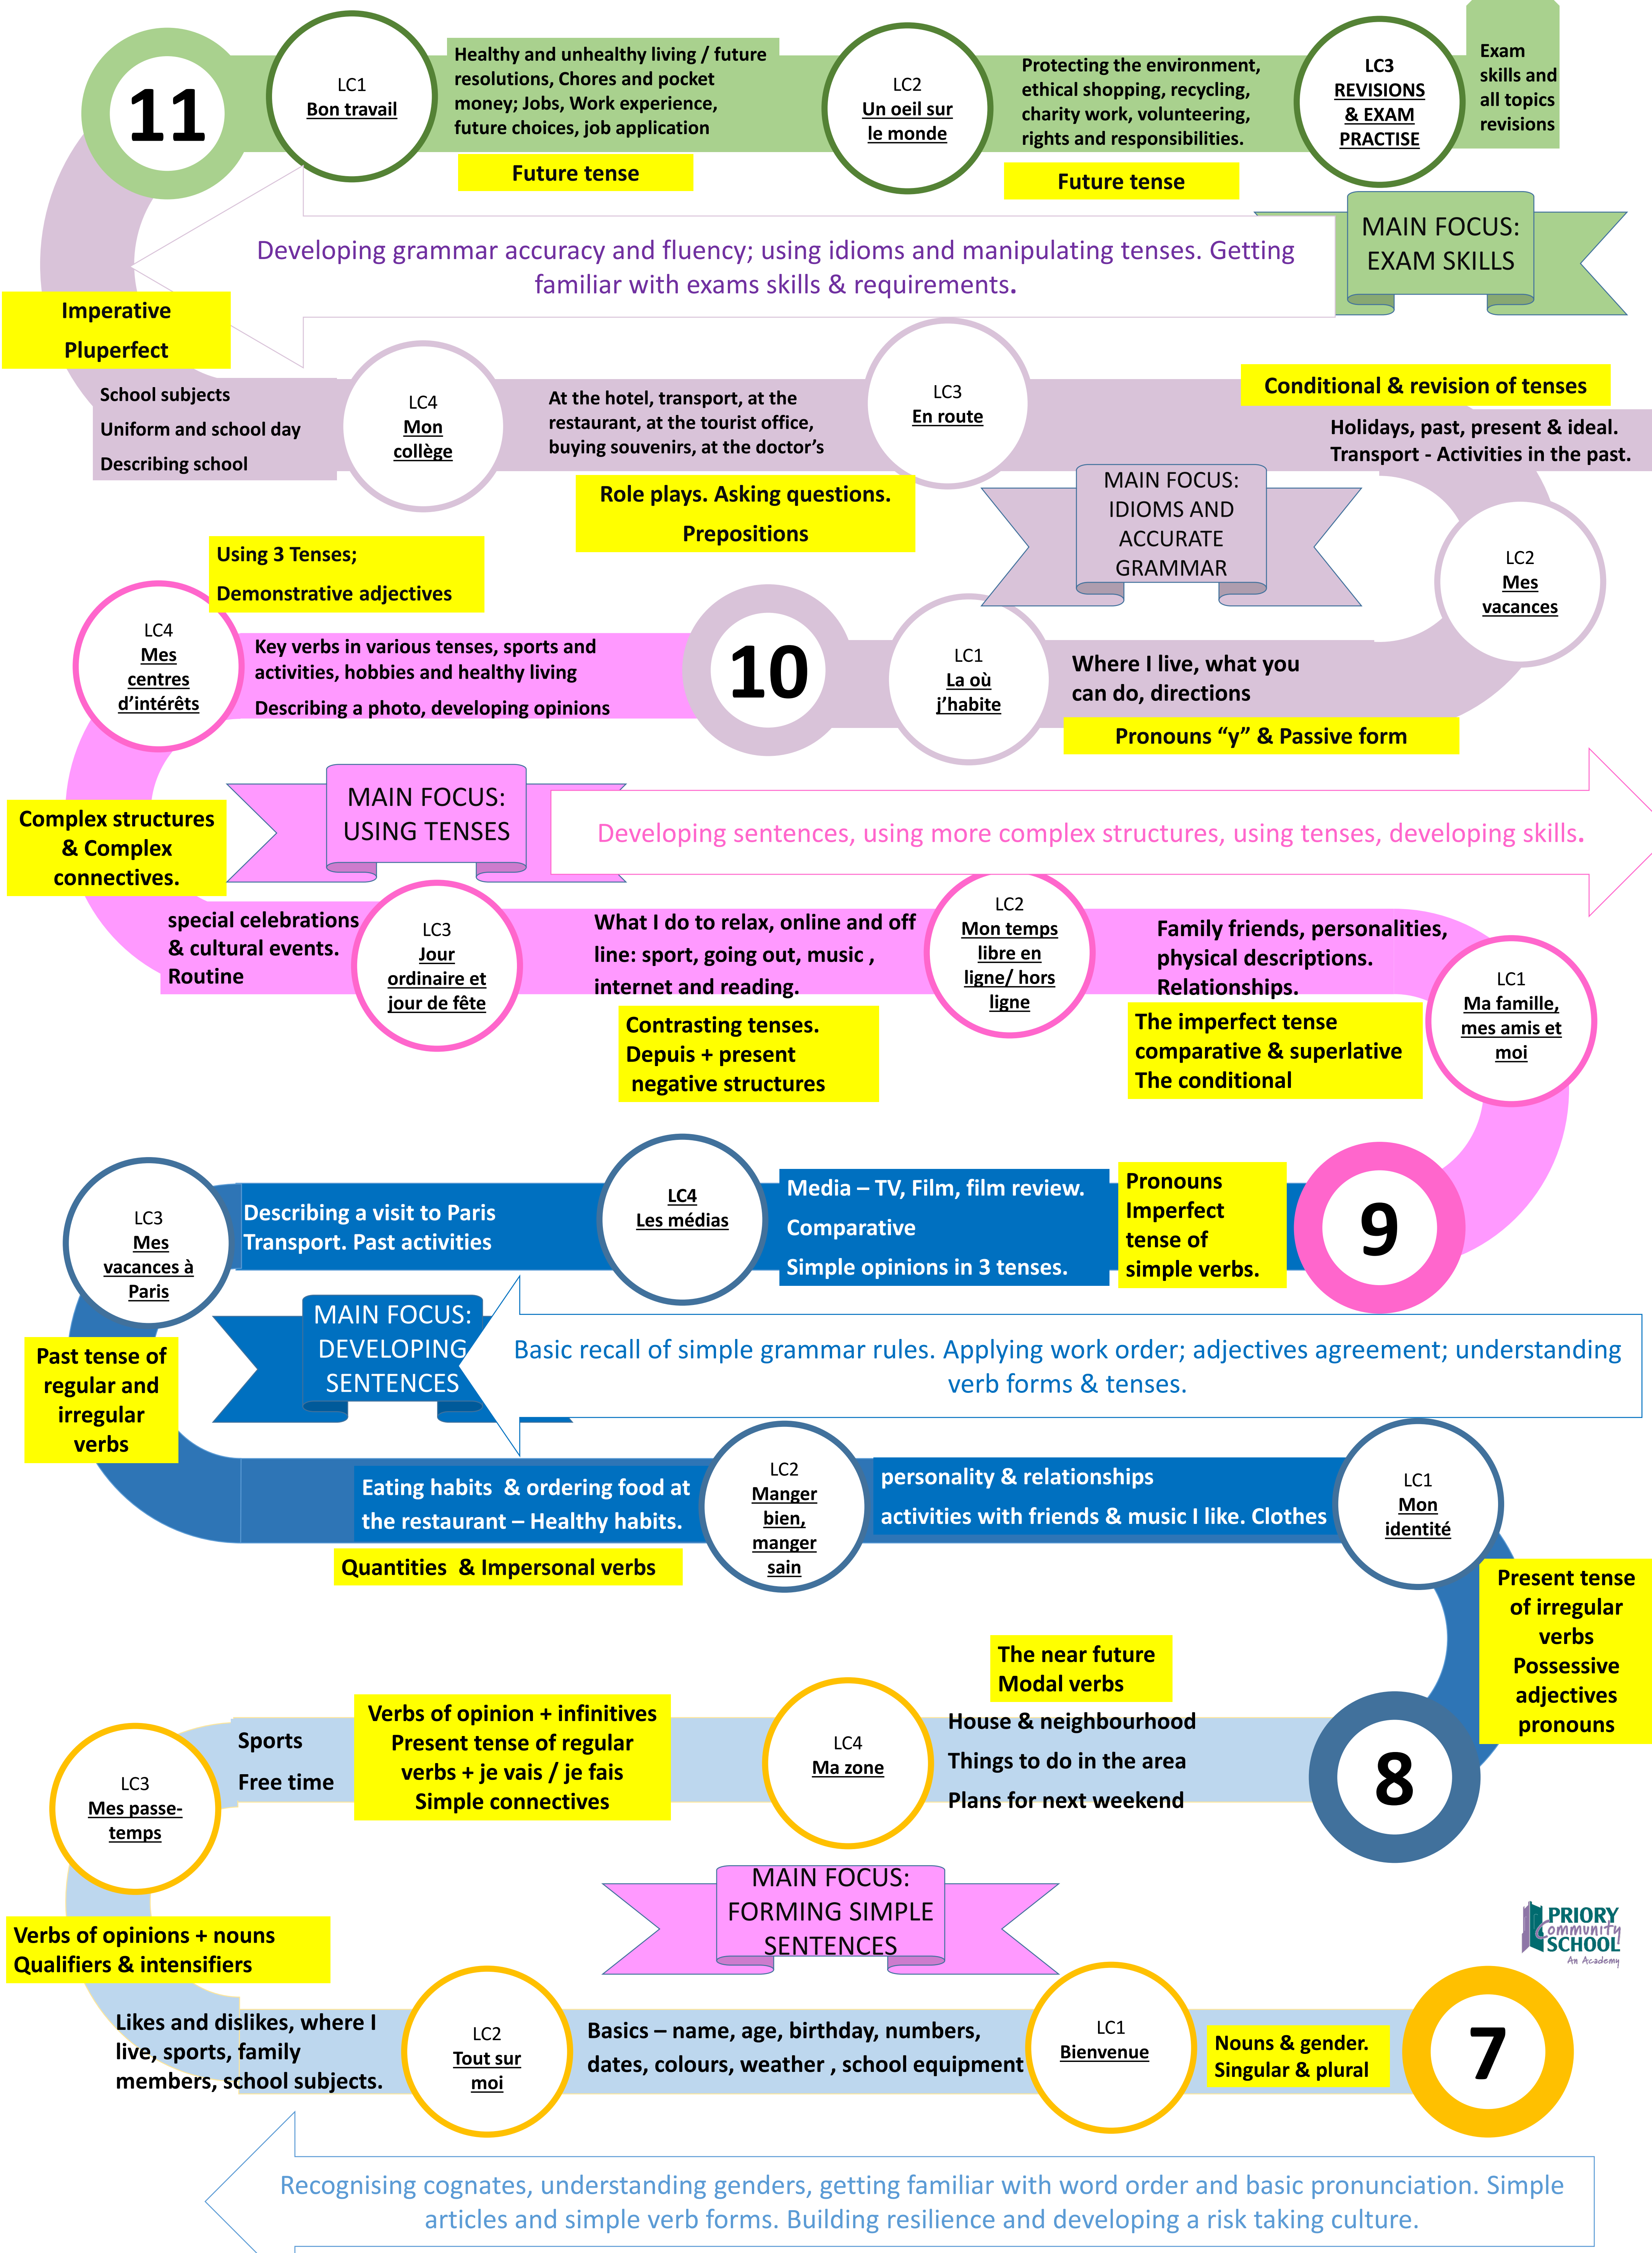 11
LC1
Bon travail
Healthy and unhealthy living / future
resolutions, Chores and pocket
money; Jobs, Work experience,
future choices, job application
Future tense
LC2
Un oeil sur
le monde
Protecting the environment,
ethical shopping, recycling,
charity work, volunteering,
rights and responsibilities.
Future tense
LC3
REVISIONS
& EXAM
PRACTISE
Exam
skills and
all topics
revisions
MAIN FOCUS:
EXAM SKILLS
Developing grammar accuracy and fluency; using idioms and manipulating tenses. Getting
familiar with exams skills & requirements.
Imperative
Pluperfect
School subjects
Uniform and school day
Describing school
LC4
Mon
collège
At the hotel, transport, at the
restaurant, at the tourist office,
buying souvenirs, at the doctor's
Role plays. Asking questions.
Prepositions
LC3
En route
Conditional & revision of tenses
Holidays, past, present & ideal.
Transport - Activities in the past.
MAIN FOCUS:
IDIOMS AND
ACCURATE
GRAMMAR
LC2
Mes
vacances
Using 3 Tenses;
Demonstrative adjectives
LC4
Mes
centres
d'intérêts
Key verbs in various tenses, sports and
activities, hobbies and healthy living
Describing a photo, developing opinions
10
LC1
La où
j'habite
Where I live, what you
can do, directions
Pronouns “y” & Passive form
MAIN FOCUS:
USING TENSES
Developing sentences, using more complex structures, using tenses, developing skills.
Complex structures
& Complex
connectives.
special celebrations
& cultural events.
Routine
LC3
Jour
ordinaire et
jour de fête
What I do to relax, online and off
line: sport, going out, music ,
internet and reading.
Contrasting tenses.
Depuis + present
negative structures
LC2
Mon temps
libre en
ligne/ hors
ligne
Family friends, personalities,
physical descriptions.
Relationships.
The imperfect tense
comparative & superlative
The conditional
LC1
Ma famille,
mes amis et
moi
LC3
Mes
vacances à
Paris
Describing a visit to Paris
Transport. Past activities
LC4
Les médias
Media – TV, Film, film review.
Comparative
Simple opinions in 3 tenses.
Pronouns
Imperfect
tense of
simple verbs.
9
MAIN FOCUS:
DEVELOPING
SENTENCES
Basic recall of simple grammar rules. Applying work order; adjectives agreement; understanding
verb forms & tenses.
Past tense of
regular and
irregular
verbs
Eating habits & ordering food at
the restaurant – Healthy habits.
Quantities & Impersonal verbs
LC2
Manger
bien,
manger
sain
personality & relationships
activities with friends & music I like. Clothes
LC1
Mon
identité
Present tense
of irregular
verbs
Possessive
adjectives
pronouns
The near future
Modal verbs
LC3
Mes passe-
temps
Sports
Free time
Verbs of opinion + infinitives
Present tense of regular
verbs + je vais / je fais
Simple connectives
LC4
Ma zone
House & neighbourhood
Things to do in the area
Plans for next weekend
8
MAIN FOCUS:
FORMING SIMPLE
SENTENCES
PRIORY
Community
SCHOOL
An Academy
Verbs of opinions + nouns
Qualifiers & intensifiers
Likes and dislikes, where I
live, sports, family
members, school subjects.
LC2
Tout sur
moi
Basics – name, age, birthday, numbers,
dates, colours, weather , school equipment
LC1
Bienvenue
Nouns & gender.
Singular & plural
7
Recognising cognates, understanding genders, getting familiar with word order and basic pronunciation. Simple
articles and simple verb forms. Building resilience and developing a risk taking culture.